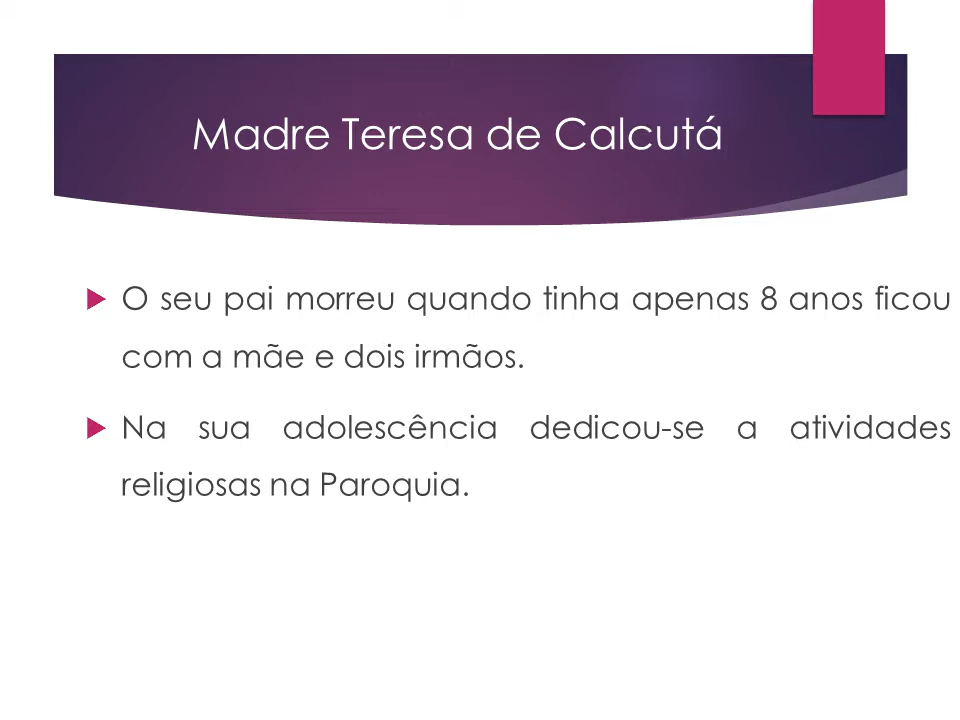 Madre Teresa de Calcutá
O seu pai morreu quando tinha apenas 8 anos ficou
com a mãe e dois irmãos.
Na sua adolescência dedicou-se a atividades
religiosas na Paroquia.